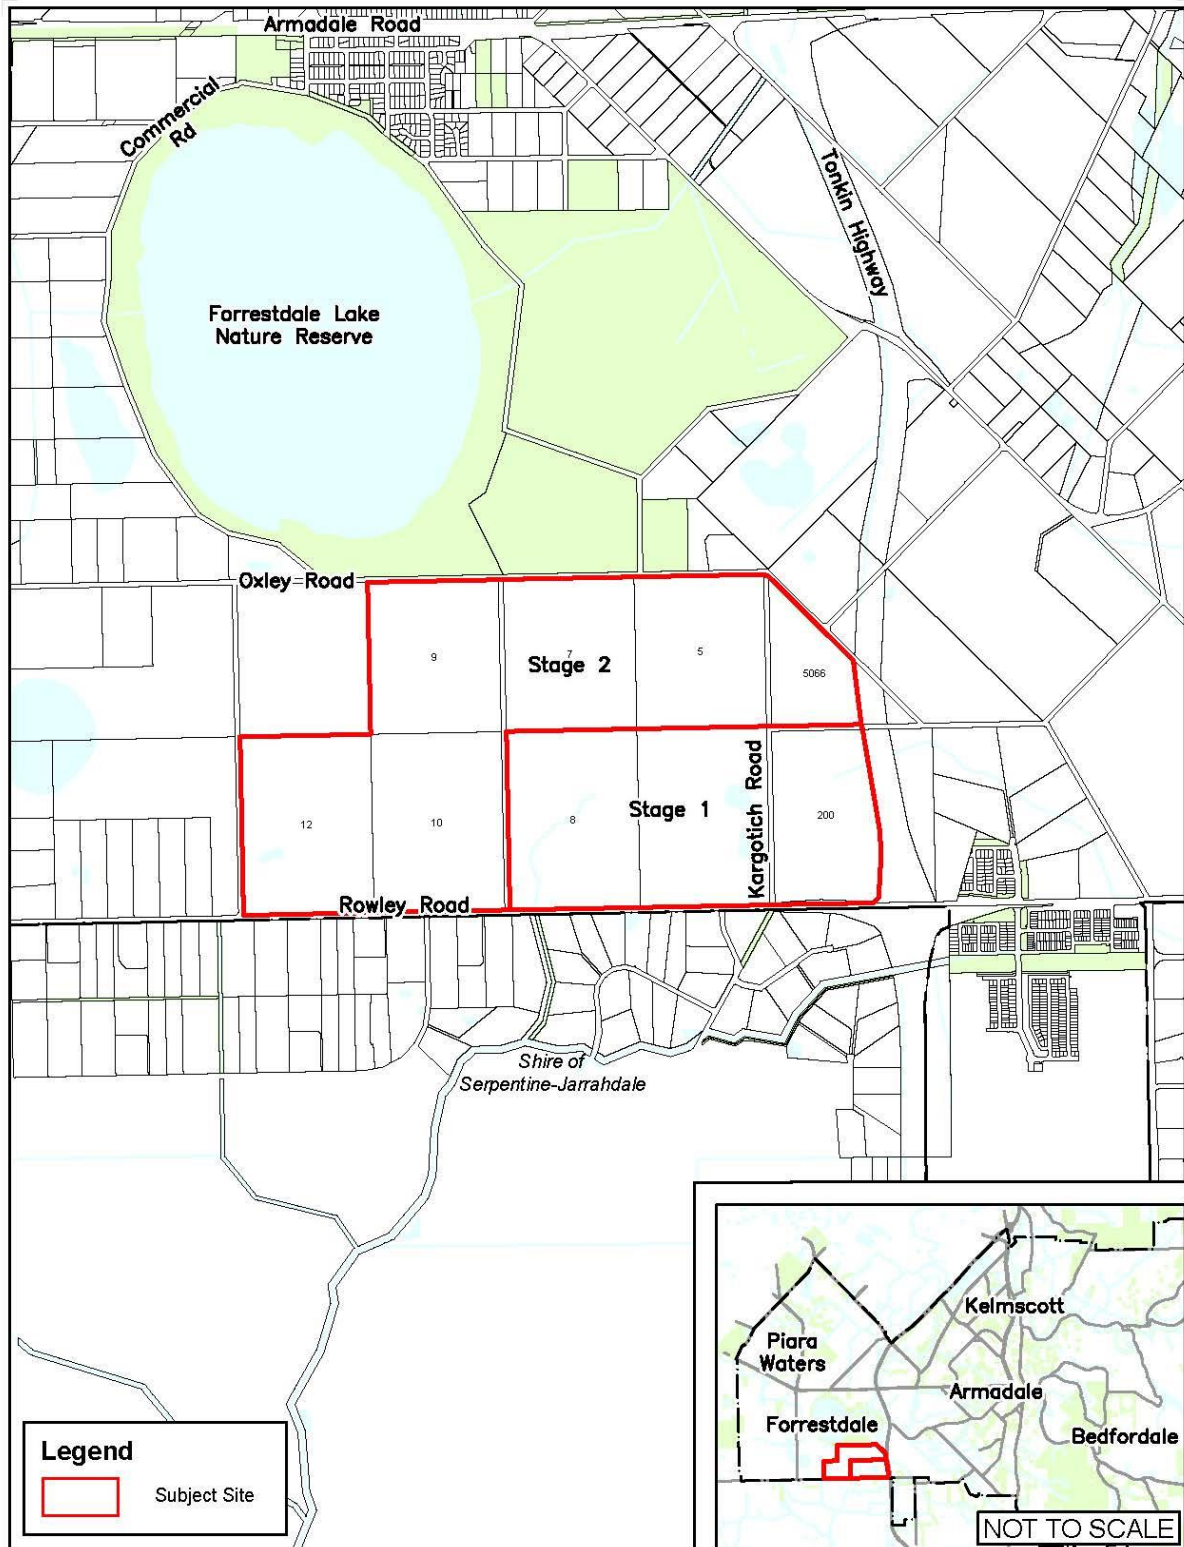 Armadale Road
Commercial
Rd
Tonkin Highway
Forrestdale Lake
Nature Reserve
Oxley Road
9
7
Stage 2
5
5066
12
10
8
Stage 1
Kargotich Road
200
Rowley Road
Shire of
Serpentine-Jarrahdale
Kelmscott
Piara
Waters
Armadale
Forrestdale
Bedfordale
Legend
Subject Site
NOT TO SCALE